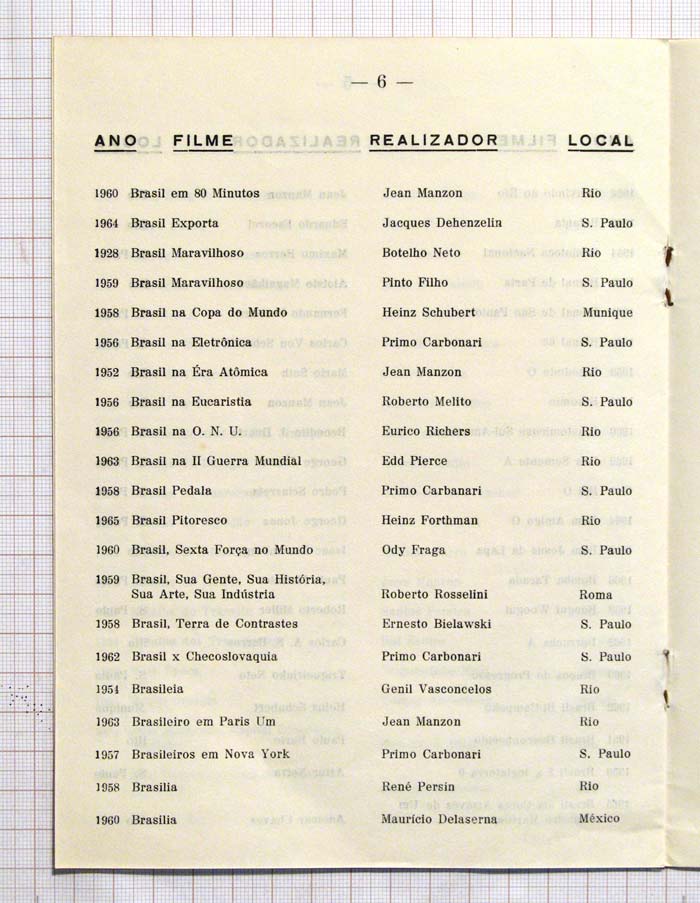 — 6 —
ANO FILME REALIZADOR LOCAL
1960 Brasil em 80 Minutos Jean Manzon Rio
1964 Brasil Exporta Jacques Dehenzelin S. Paulo
1928 Brasil Maravilhoso Botelho Neto Rio
1959 Brasil Maravilhoso Pinto Filho S. Paulo
1958 Brasil na Copa do Mundo Heinz Schubert Munique
1956 Brasil na Eletrônica Primo Carbonari S. Paulo
1952 Brasil na Éra Atômica Jean Manzon Rio
1956 Brasil na Eucaristia Roberto Melito S. Paulo
1956 Brasil na O. N. U. Eurico Richers Rio
1963 Brasil na II Guerra Mundial Edd Pierce Rio
1958 Brasil Pedala Primo Carbanari S. Paulo
1965 Brasil Pitoresco Heinz Forthman Rio
1960 Brasil, Sexta Força no Mundo Ody Fraga S. Paulo
1959 Brasil, Sua Gente, Sua História,
Sua Arte, Sua Indústria Roberto Rosselini Roma
1958 Brasil, Terra de Contrastes Ernesto Bielawski S. Paulo
1962 Brasil x Checoslovaquia Primo Carbonari S. Paulo
1954 Brasileia Genil Vasconcelos Rio
1963 Brasileiro em Paris Um Jean Manzon Rio
1957 Brasileiros em Nova York Primo Carbonari S. Paulo
1958 Brasília René Persin Rio
1960 Brasília Maurício Delaserna México